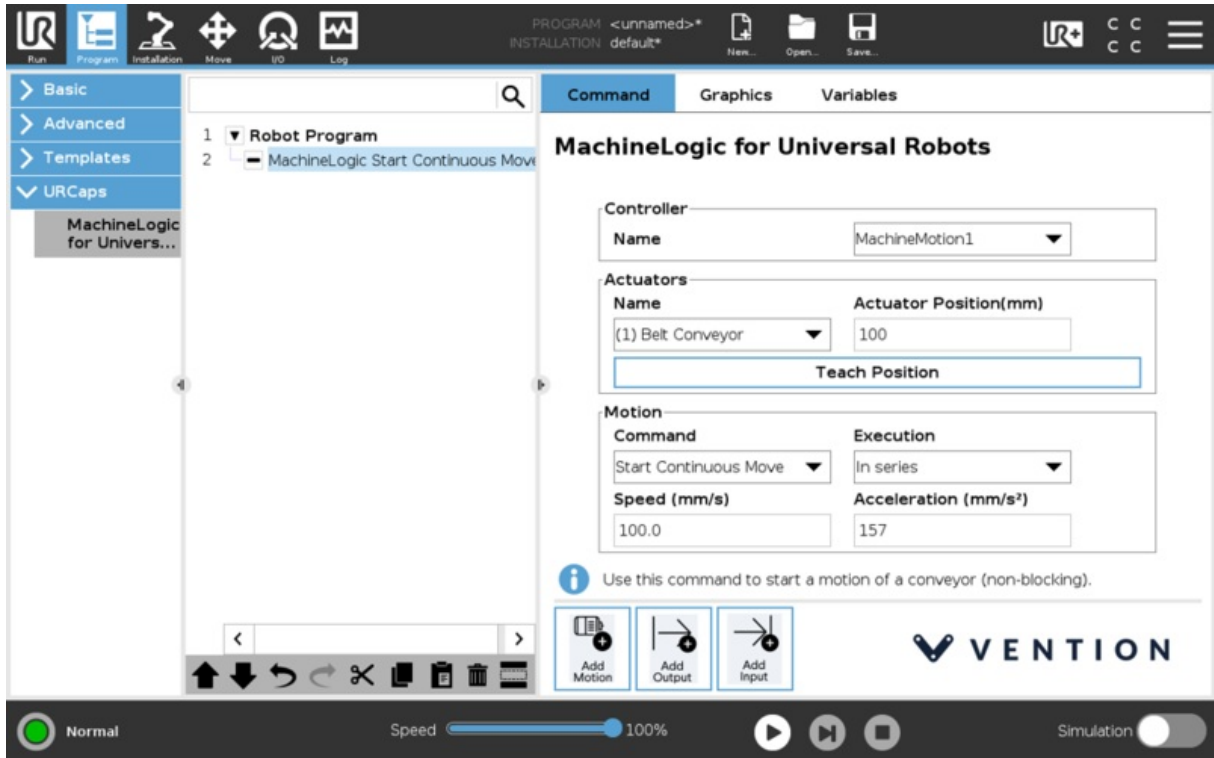 PROGRAM <unnamed>*
INSTALLATION default*
UR
Run
Program
Installation
Move
I/O
Log
New...
Open...
Save...
UR+
C C
C C
Basic
Advanced
Templates
URCaps
MachineLogic
for Univers...
1 Robot Program
2 MachineLogic Start Continuous Move
Command Graphics Variables
MachineLogic for Universal Robots
Controller
Name MachineMotion1
Actuators
Name Actuator Position(mm)
(1) Belt Conveyor 100
Teach Position
Motion
Command Execution
Start Continuous Move In series
Speed (mm/s) Acceleration (mm/s²)
100.0 157
Use this command to start a motion of a conveyor (non-blocking).
Add
Motion
Add
Output
Add
Input
VENTION
Normal
Speed 100%
Simulation